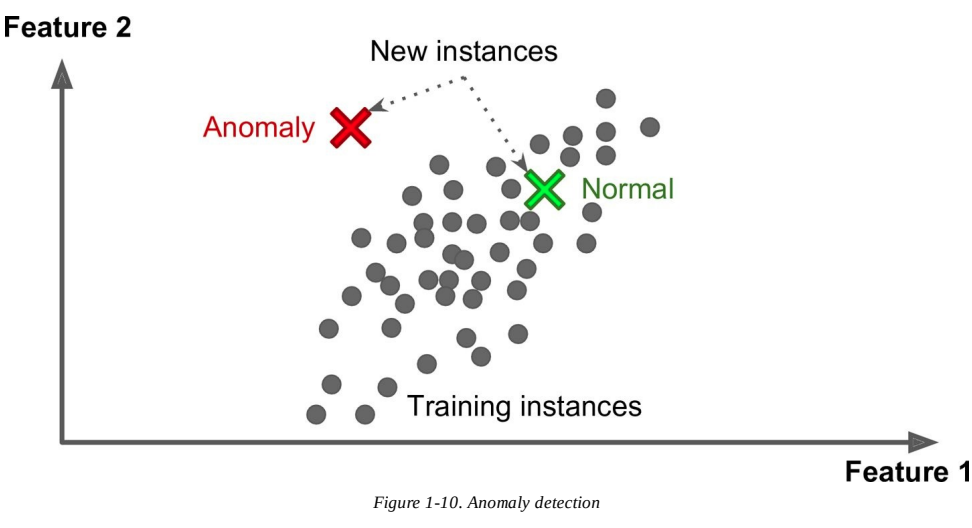 Feature 2
New instances
Anomaly
Normal
Training instances
Feature 1
Figure 1-10. Anomaly detection